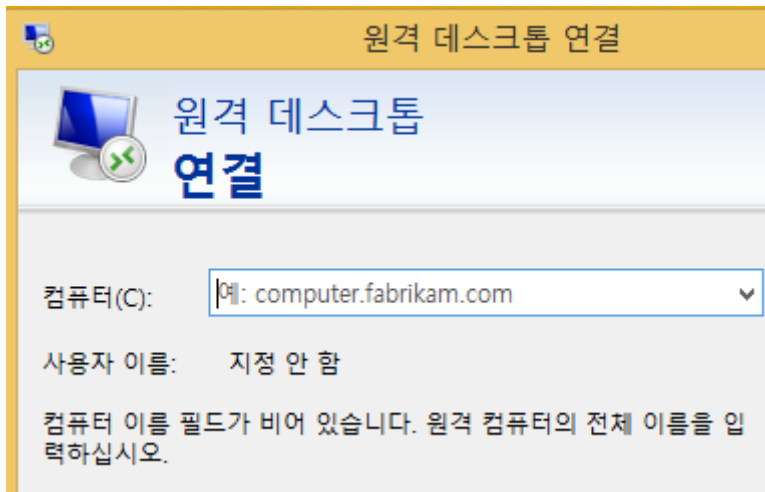 원격 데스크톱 연결
원격 데스크톱
연결
컴퓨터(C): 예: computer.fabrikam.com
사용자 이름: 지정 안 함
컴퓨터 이름 필드가 비어 있습니다. 원격 컴퓨터의 전체 이름을 입
력하십시오.